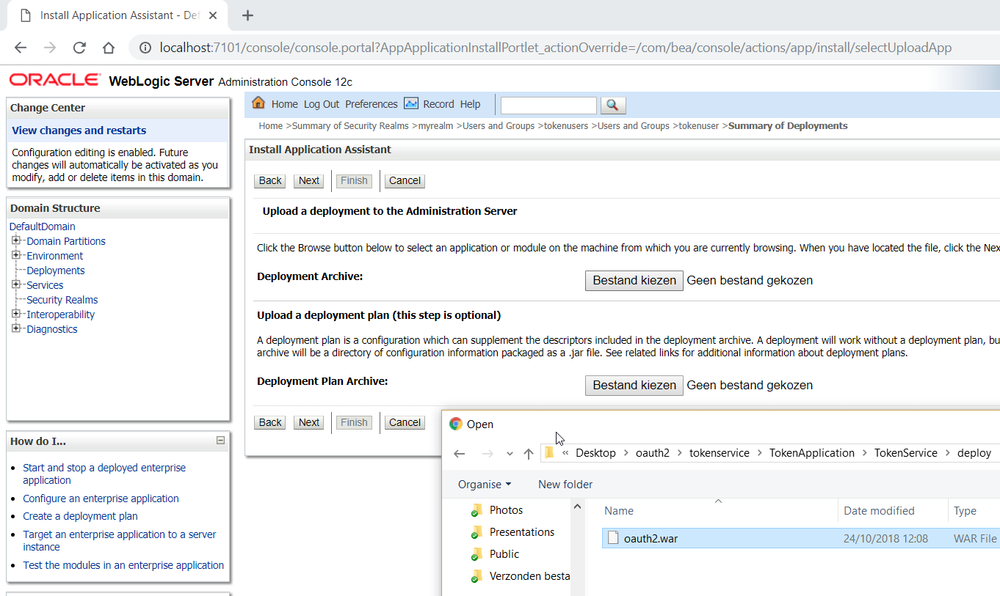 Install Application Assistant - Def
localhost:7101/console/console.portal?AppApplicationInstallPortlet_actionOverride=/com/bea/console/actions/app/install/selectUploadApp
ORACLE WebLogic Server Administration Console 12c
Change Center
View changes and restarts
Configuration editing is enabled. Future
changes will automatically be activated as you
modify, add or delete items in this domain.
Domain Structure
DefaultDomain
Domain Partitions
Environment
Deployments
Services
Security Realms
Interoperability
Diagnostics
How do I...
Start and stop a deployed enterprise
application
Configure an enterprise application
Create a deployment plan
Target an enterprise application to a server
instance
Test the modules in an enterprise application
Home Log Out Preferences Record Help
Home >Summary of Security Realms >myrealm >Users and Groups >tokenusers >Users and Groups >tokenuser >Summary of Deployments
Install Application Assistant
Back Next Finish Cancel
Upload a deployment to the Administration Server
Click the Browse button below to select an application or module on the machine from which you are currently browsing. When you have located the file, click the Nex
Deployment Archive: Bestand kiezen Geen bestand gekozen
Upload a deployment plan (this step is optional)
A deployment plan is a configuration which can supplement the descriptors included in the deployment archive. A deployment will work without a deployment plan, bu
archive will be a directory of configuration information packaged as a .jar file. See related links for additional information about deployment plans.
Deployment Plan Archive: Bestand kiezen Geen bestand gekozen
Back Next Finish Cancel
Open
« Desktop > oauth2 > tokenservice > TokenApplication > TokenService > deploy
Organise New folder
Photos
Presentations
Public
Verzonden besta
Name Date modified Type
oauth2.war 24/10/2018 12:08 WAR File